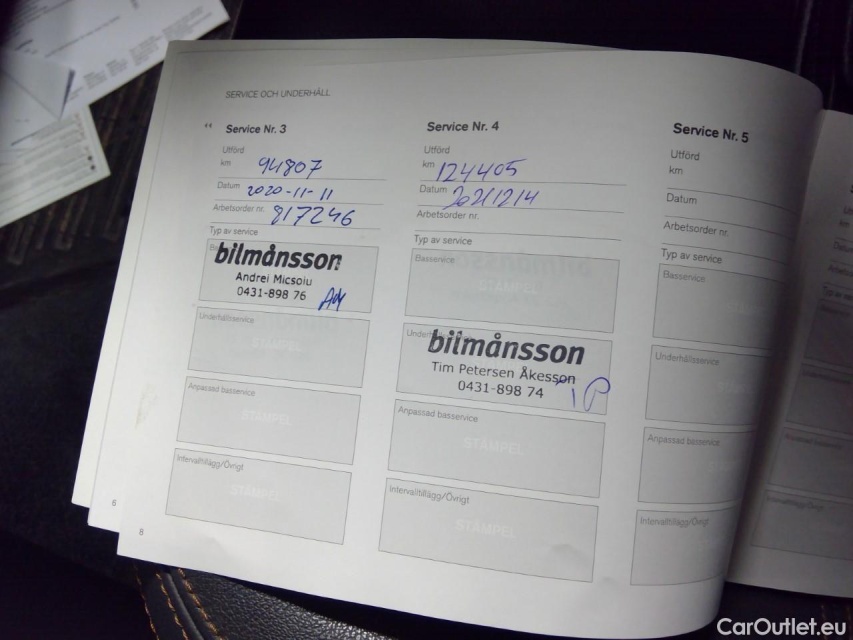 SERVICE OCH UNDERHÅLL
Service Nr. 3
Utförd
km 94807
Datum 2020-11-11
Arbetsorder nr. 817246
Typ av service
bilmånsson
Andrei Micsoiu
0431-898 76
Underhållsservice
STÄMPEL
Anpassad basservice
STÄMPEL
Intervalltillägg/Övrigt
STÄMPEL
6
8
Service Nr. 4
Utförd
km 124405
Datum 20211214
Arbetsorder nr.
Typ av service
Basservice
STÄMPEL
bilmånsson
Tim Petersen Åkesson
0431-898 74
Anpassad basservice
STÄMPEL
Intervalltillägg/Övrigt
STÄMPEL
Service Nr. 5
Utförd
km
Datum
Arbetsorder nr.
Typ av service
Basservice
Underhållsservice
Anpassad basservice
Intervalltillägg/Övrigt
CarOutlet.eu